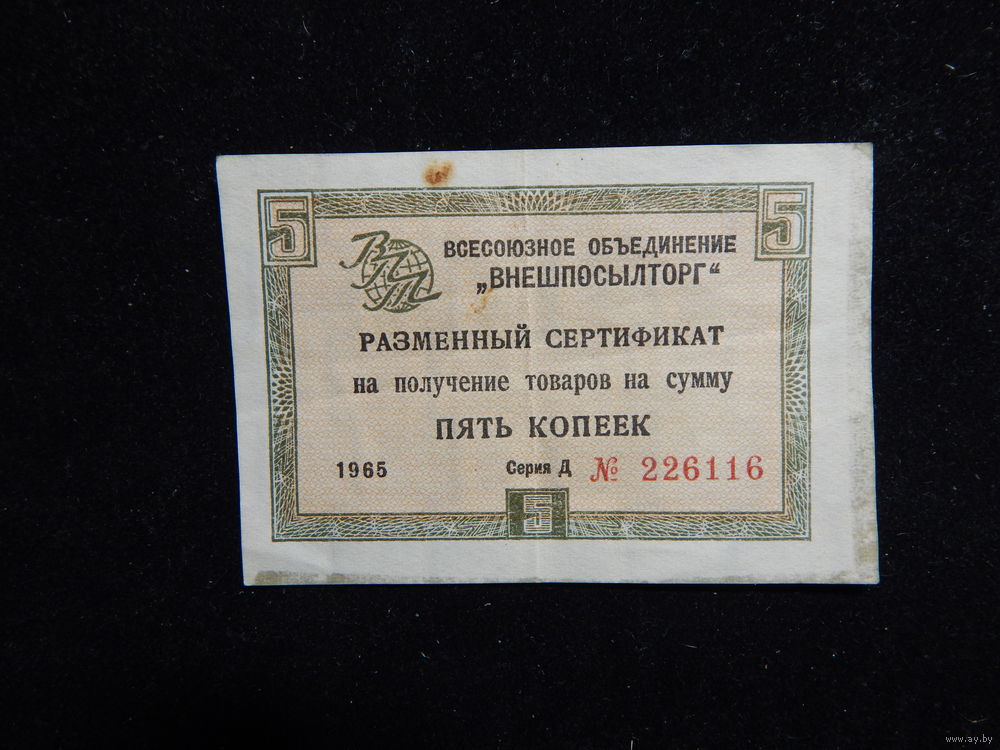 5 5
ВПТ
ВСЕСОЮЗНОЕ ОБЪЕДИНЕНИЕ
„ВНЕШПОСЫЛТОРГ“
РАЗМЕННЫЙ СЕРТИФИКАТ
на получение товаров на сумму
ПЯТЬ КОПЕЕК
1965 Серия Д № 226116
5
www.ay.by